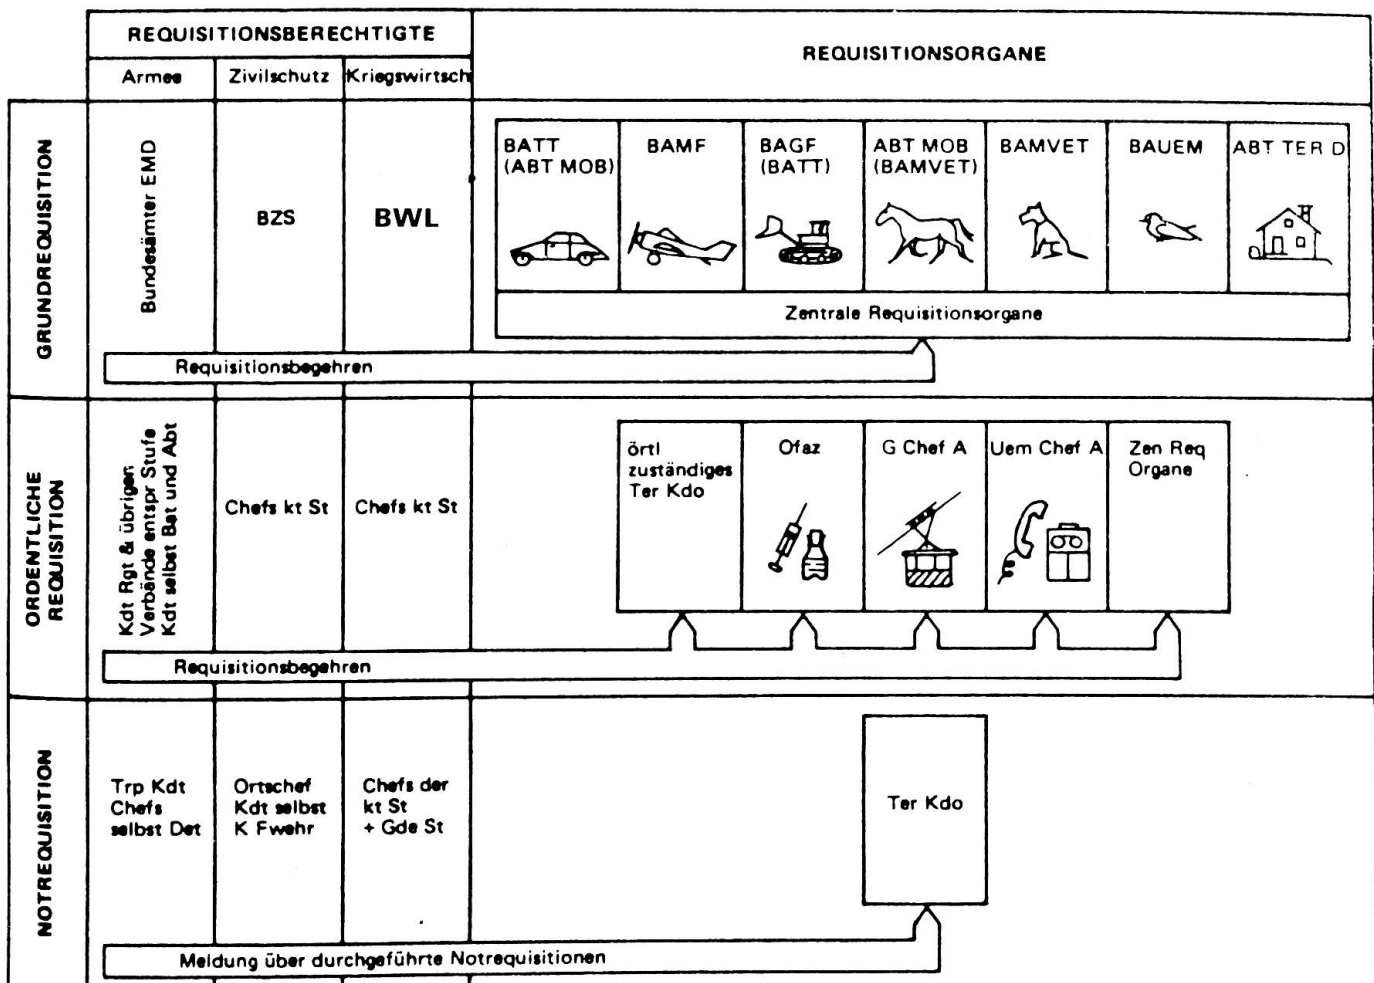 REQUISITIONSBERECHTIGTE
REQUISITIONSORGANE
Armee
Zivilschutz
Kriegswirtsch
GRUNDREQUISITION
Bundesämter EMD
BZS
BWL
BATT
(ABT MOB)
BAMF
BAGF
(BATT)
ABT MOB
(BAMVET)
BAMVET
BAUEM
ABT TER D
Zentrale Requisitionsorgane
Requisitionsbegehren
ORDENTLICHE
REQUISITION
Kdt Rgt & übrigen
Verbände entspr Stufe
Kdt selbst Bat und Abt
Chefs kt St
Chefs kt St
örtl
zuständiges
Ter Kdo
Ofaz
G Chef A
Uem Chef A
Zen Req
Organe
Requisitionsbegehren
NOTREQUISITION
Trp Kdt
Chefs
selbst Det
Ortschef
Kdt selbst
K Fwehr
Chefs der
kt St
+ Gde St
Ter Kdo
Meldung über durchgeführte Notrequisitionen